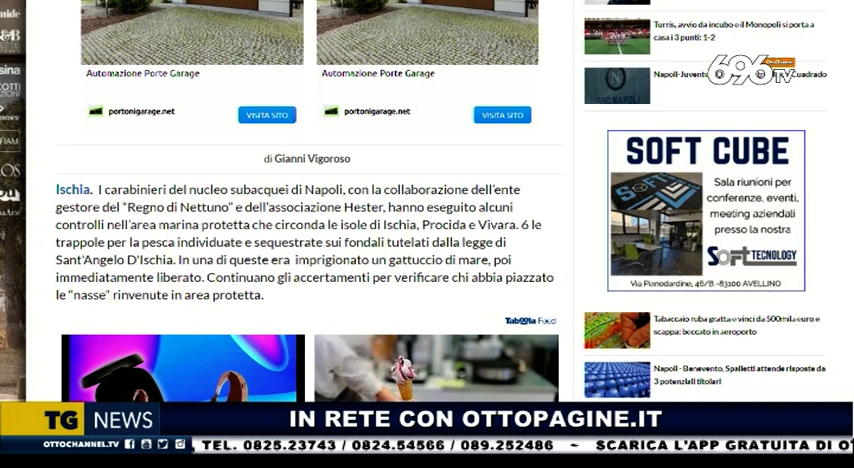 Automazione Porte Garage
Automazione Porte Garage
portonigarage.net
VISITA SITO
portonigarage.net
VISITA SITO
di Gianni Vigoroso
Ischia. I carabinieri del nucleo subacquei di Napoli, con la collaborazione dell'ente
gestore del "Regno di Nettuno" e dell'associazione Hester, hanno eseguito alcuni
controlli nell'area marina protetta che circonda le isole di Ischia, Procida e Vivara. 6 le
trappole per la pesca individuate e sequestrate sui fondali tutelati dalla legge di
Sant'Angelo D'Ischia. In una di queste era imprigionato un gattuccio di mare, poi
immediatamente liberato. Continuano gli accertamenti per verificare chi abbia piazzato
le "nasse" rinvenute in area protetta.
Taboola Feed
Turris, avvio da incubo e il Monopoli si porta a
casa i 3 punti: 1-2
Napoli-Juventu
uadrado
696
TV
SSC NAPOLI
SOFT CUBE
Sala riunioni per
conferenze, eventi,
meeting aziendali
presso la nostra
Soft TECNOLOGY
Via Pianodardine, 46/B -83100 AVELLINO
Tabaccaio ruba gratta e vinci da 500mila euro e
scappa: beccato in aeroporto
Napoli - Benevento, Spalletti attende risposte da
3 potenziali titolari
TG NEWS
IN RETE CON OTTOPAGINE.IT
OTTOCHANNEL.TV
, TEL. 0825.23743 / 0824.54566 / 089.252486 ~ SCARICA L'APP GRATUITA DI OT